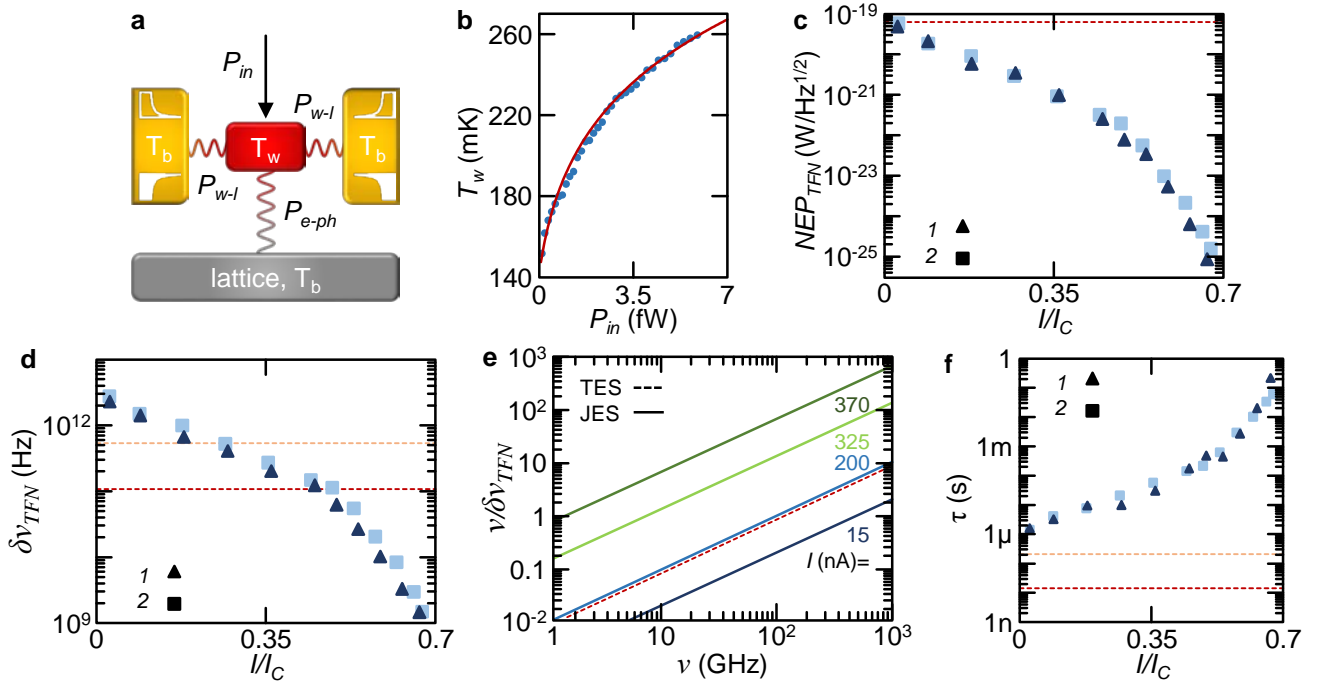 a
P_in
P_w-l
T_b
T_w
T_b
P_w-l
P_e-ph
lattice, T_b
b
T_w (mK)
260
220
180
140
0
3.5
7
P_in (fW)
c
NEP_TFN (W/Hz^1/2)
10^-19
10^-21
10^-23
10^-25
1
2
0
0.35
0.7
I/I_C
d
δν_TFN (Hz)
10^12
10^9
1
2
0
0.35
0.7
I/I_C
e
ν/δν_TFN
10^3
10^2
10
1
0.1
10^-2
TES
JES
370
325
200
15
I (nA)=
1
10
10^2
10^3
ν (GHz)
f
τ (s)
1
1m
1μ
1n
1
2
0
0.35
0.7
I/I_C